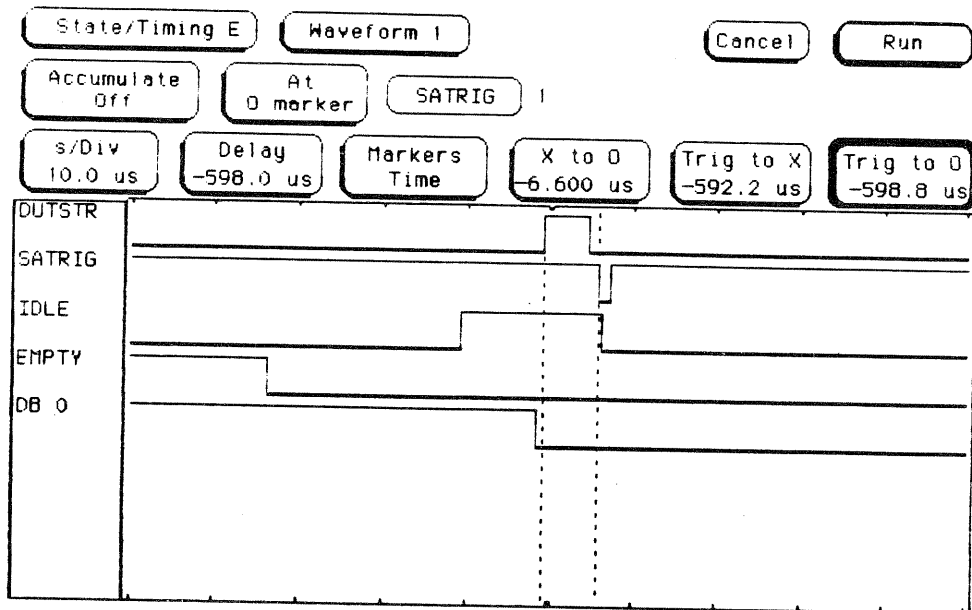 State/Timing E Waveform 1 Cancel Run
Accumulate Off At O marker SATRIG 1
s/Div 10.0 us Delay -598.0 us Markers Time X to O -6.600 us Trig to X -592.2 us Trig to O -598.8 us
DUTSTR
SATRIG
IDLE
EMPTY
DB 0